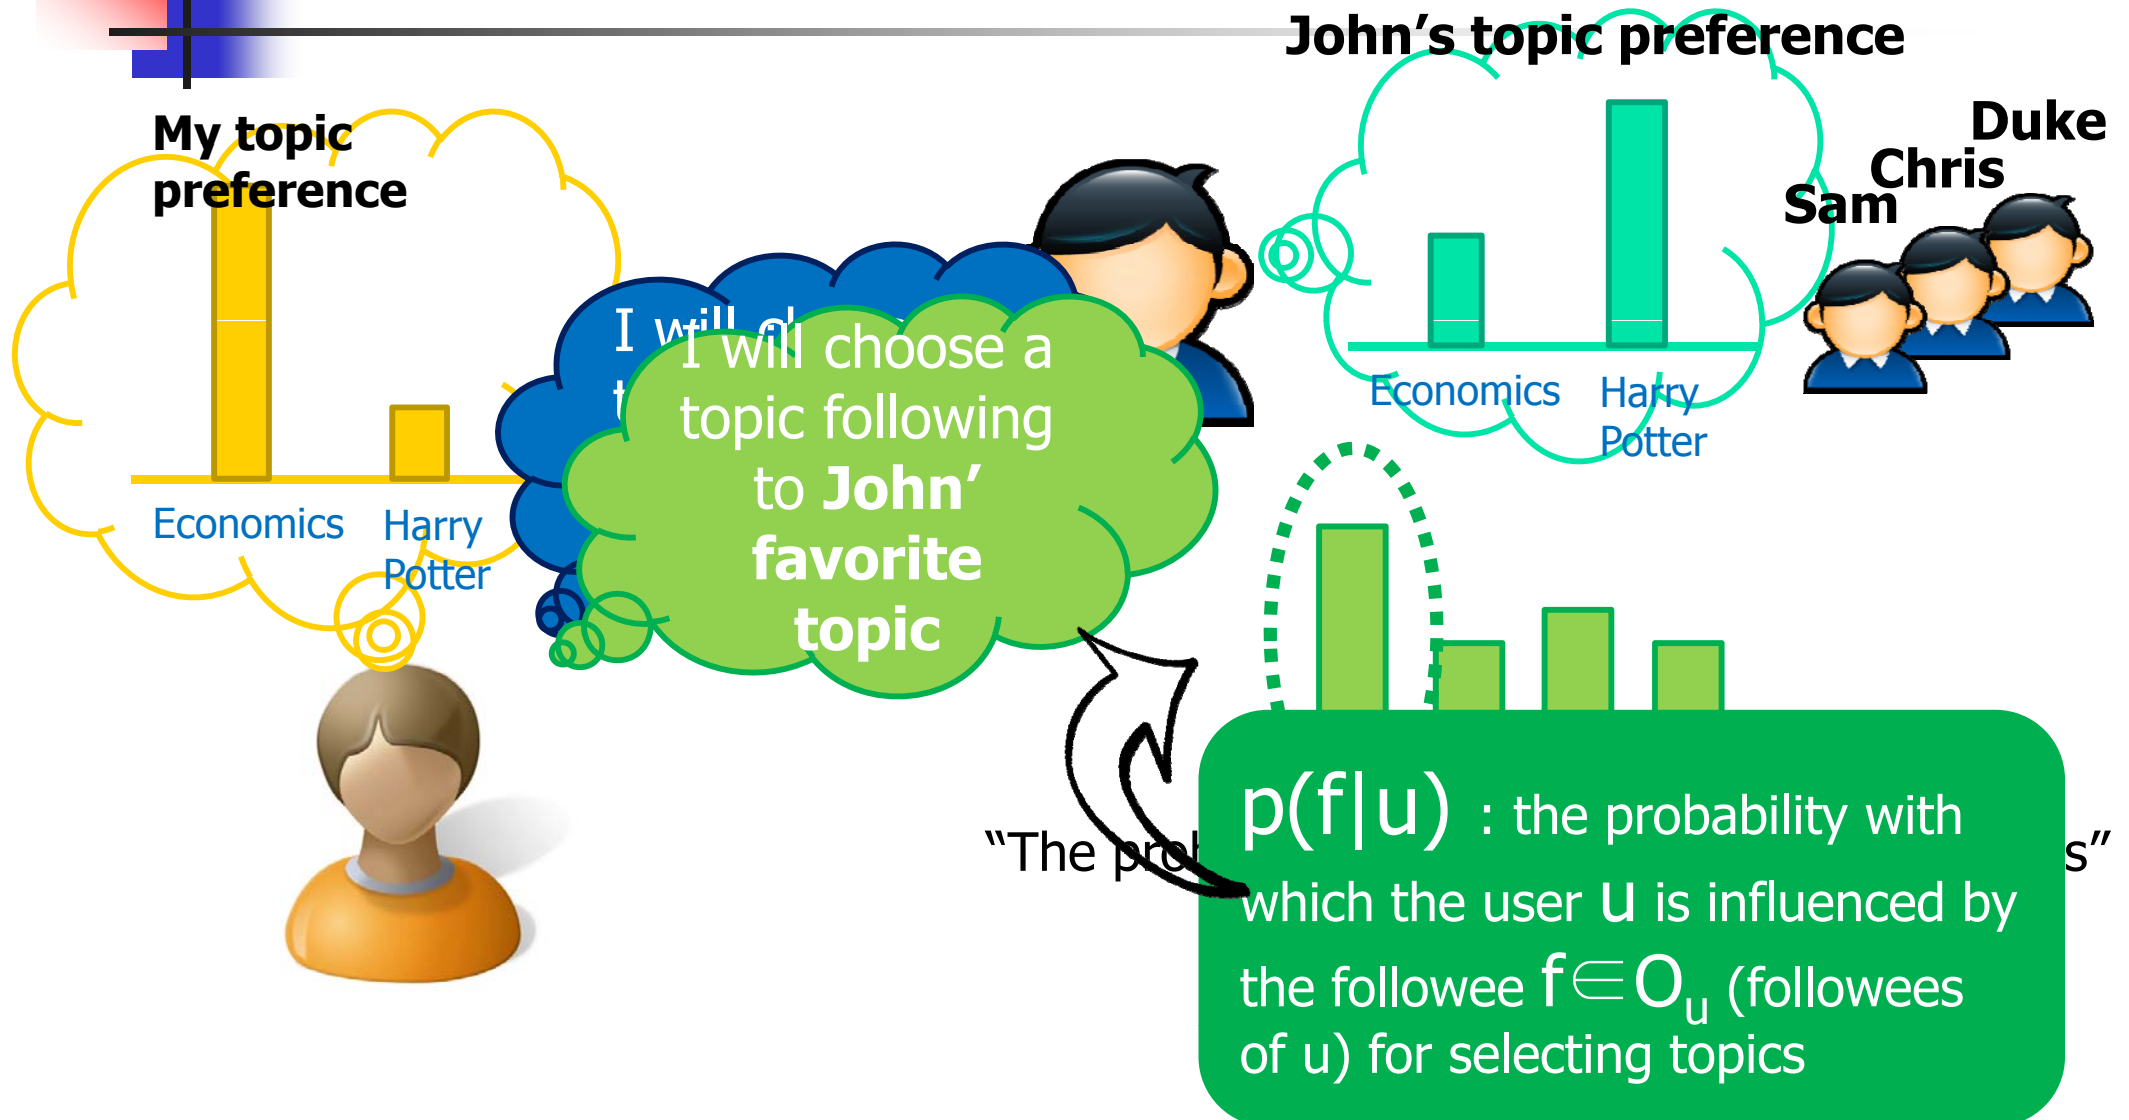 John’s topic preference
My topic
preference
Duke
Chris
Sam
I will
I will choose a
topic following
to John’
favorite
topic
Economics
Harry
Potter
Economics
Harry
Potter
“The
s”
p(f|u) : the probability with
which the user u is influenced by
the followee f∈Ou (followees
of u) for selecting topics